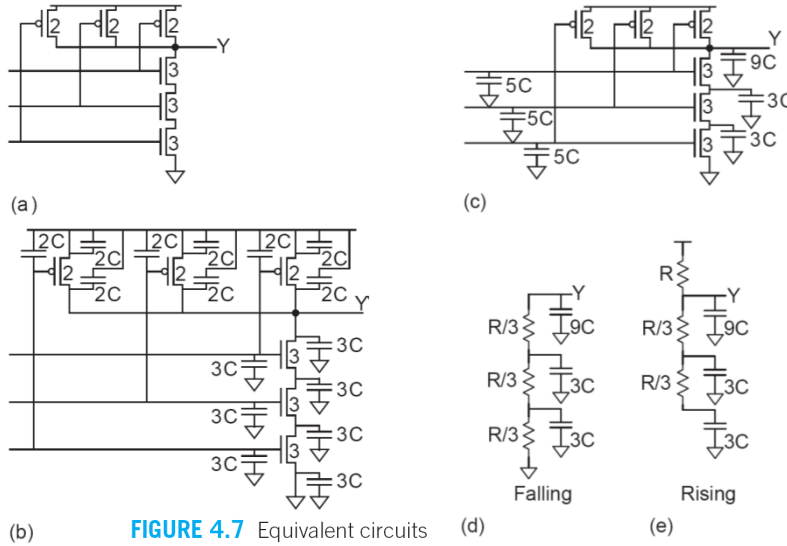 2 2 2
Y
3
3
3
(a)
2 2 2
Y
9C
3
5C
3C
3
5C
3C
3
5C
(c)
2C 2C 2C
2C 2C 2C
2 2 2
2C 2C 2C
Y
3C
3
3C
3C
3
3C
3C
3
3C
3C
(b)
FIGURE 4.7 Equivalent circuits
Y
R/3 9C
R/3 3C
R/3 3C
Falling
(d)
R
Y
R/3 9C
R/3 3C
3C
Rising
(e)